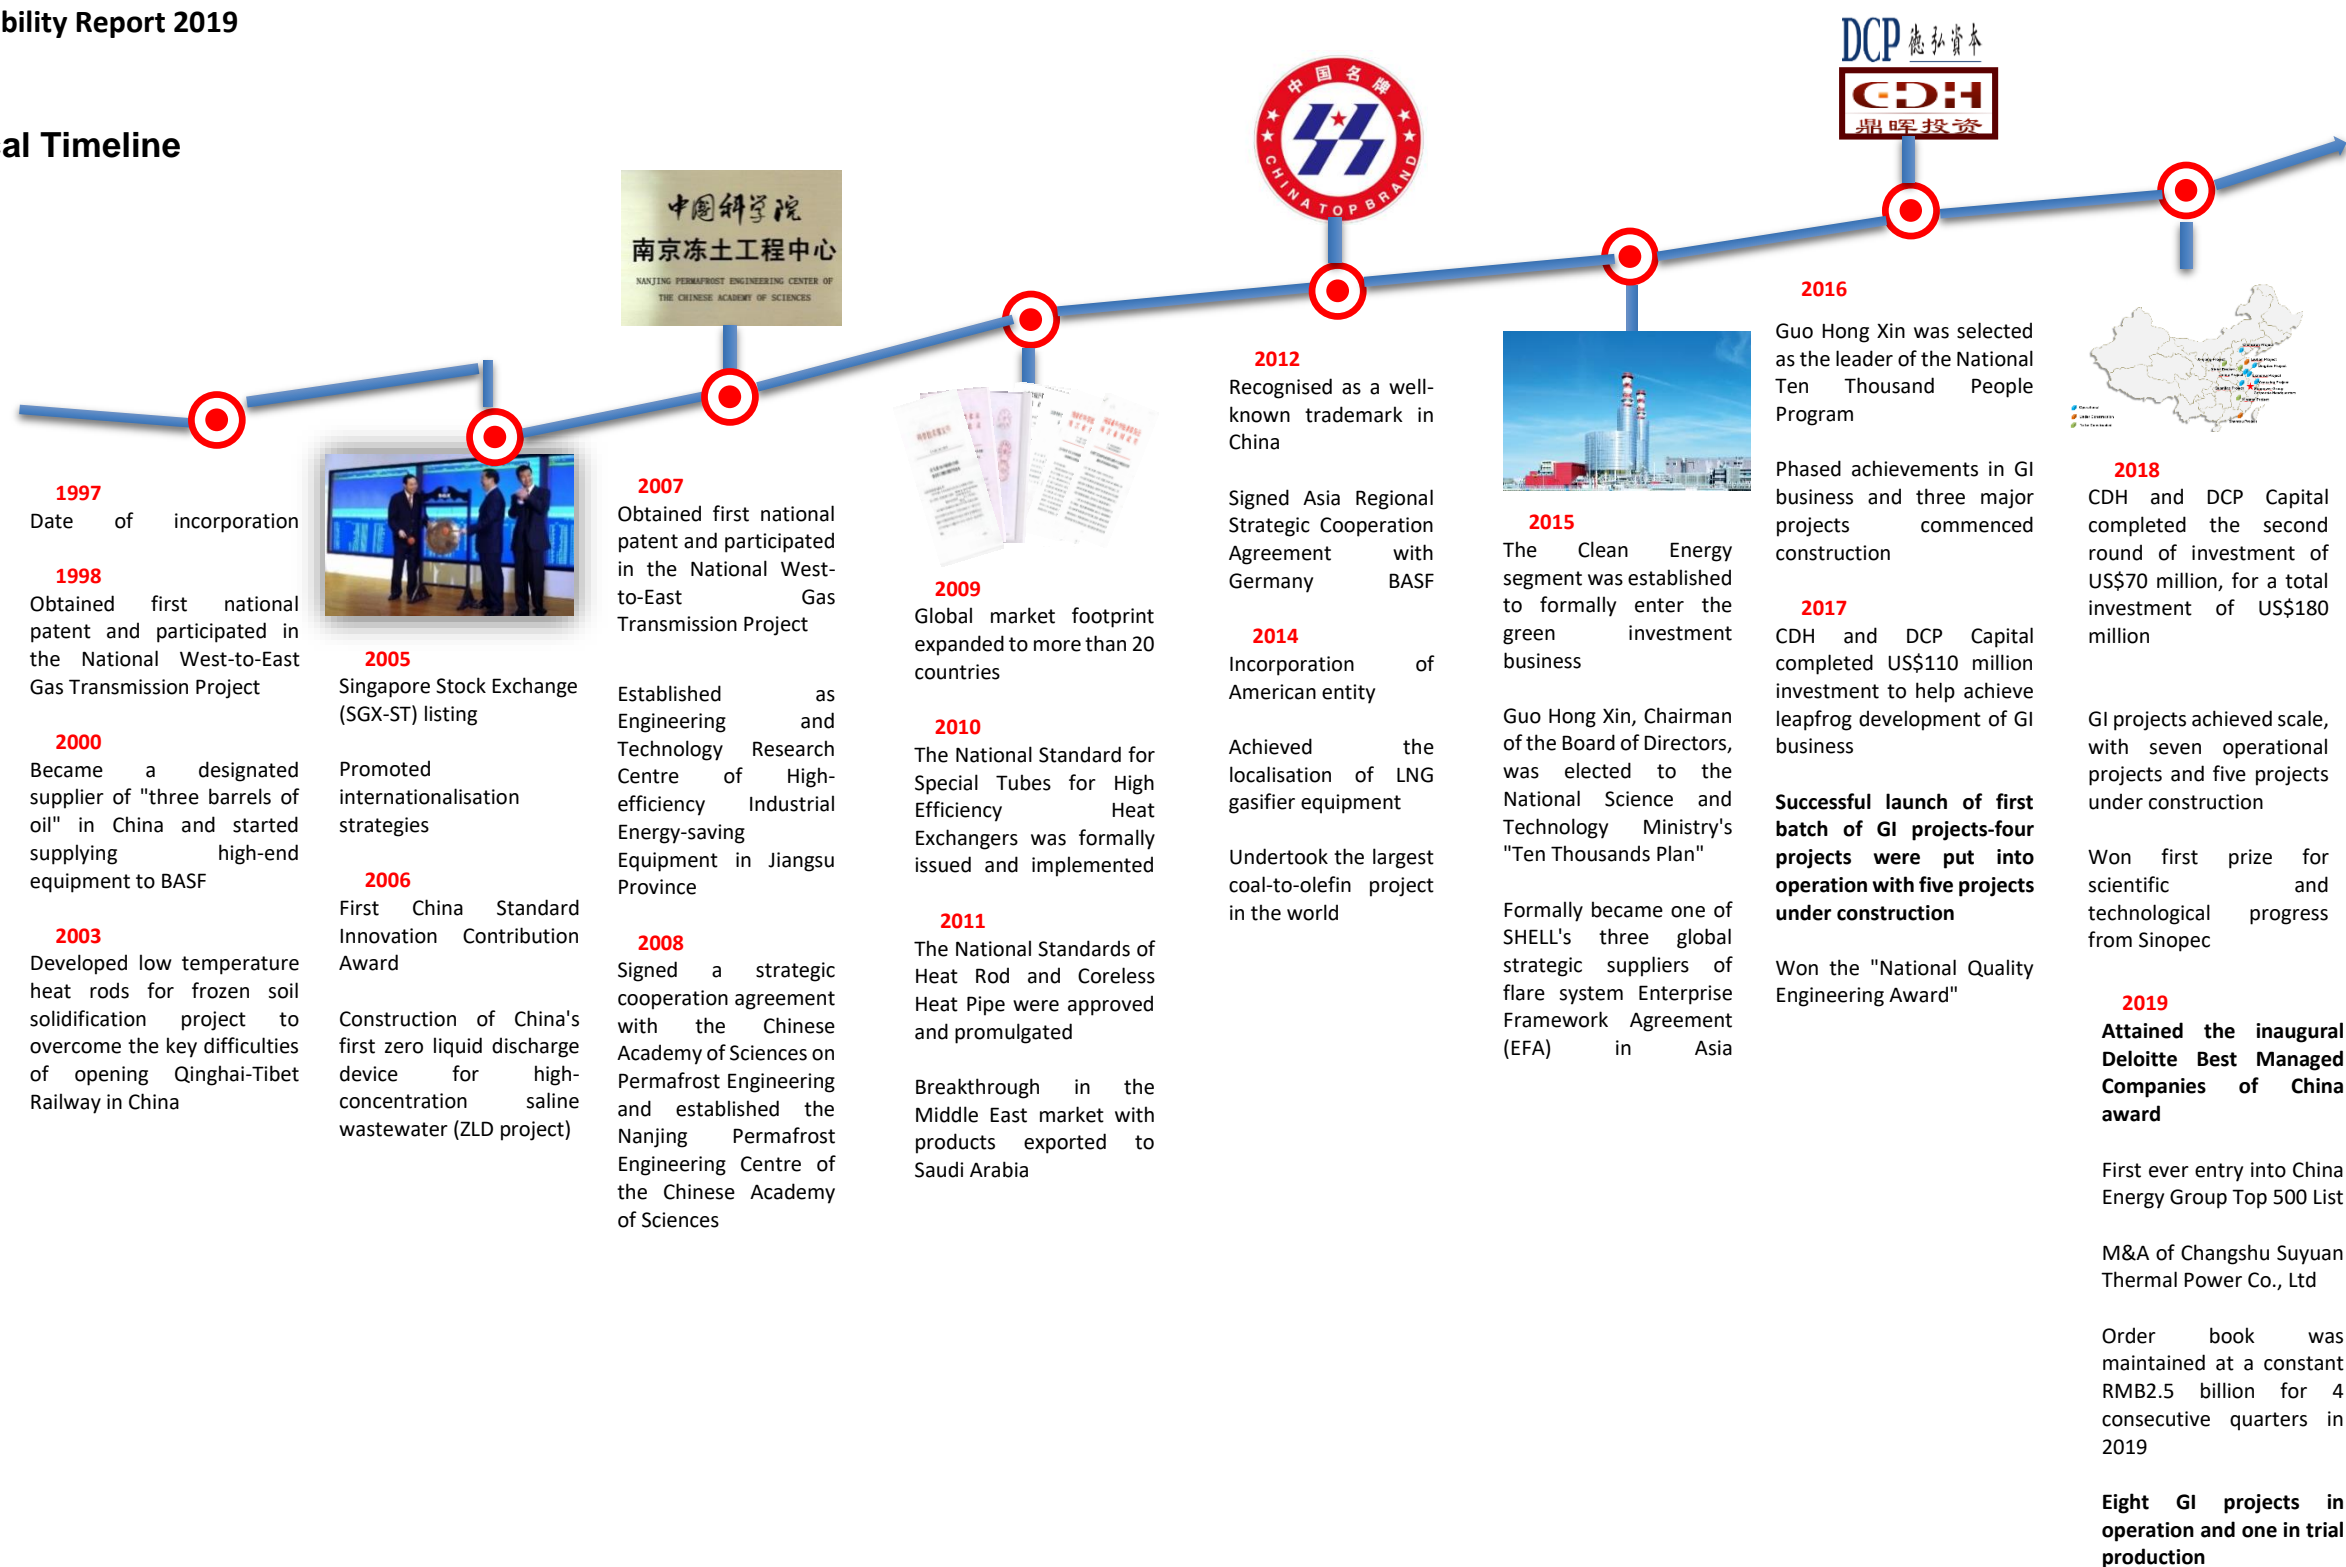 bility Report 2019
al Timeline
1997
Date of incorporation
1998
Obtained first national
patent and participated in
the National West-to-East
Gas Transmission Project
2000
Became a designated
supplier of "three barrels of
oil" in China and started
supplying high-end
equipment to BASF
2003
Developed low temperature
heat rods for frozen soil
solidification project to
overcome the key difficulties
of opening Qinghai-Tibet
Railway in China
2005
Singapore Stock Exchange
(SGX-ST) listing
Promoted
internationalisation
strategies
2006
First China Standard
Innovation Contribution
Award
Construction of China's
first zero liquid discharge
device for high-
concentration saline
wastewater (ZLD project)
中国科学院
南京冻土工程中心
NANJING PERMAFROST ENGINEERING CENTER OF
THE CHINESE ACADEMY OF SCIENCES
2007
Obtained first national
patent and participated
in the National West-
to-East Gas
Transmission Project
Established as
Engineering and
Technology Research
Centre of High-
efficiency Industrial
Energy-saving
Equipment in Jiangsu
Province
2008
Signed a strategic
cooperation agreement
with the Chinese
Academy of Sciences on
Permafrost Engineering
and established the
Nanjing Permafrost
Engineering Centre of
the Chinese Academy
of Sciences
2009
Global market footprint
expanded to more than 20
countries
2010
The National Standard for
Special Tubes for High
Efficiency Heat
Exchangers was formally
issued and implemented
2011
The National Standards of
Heat Rod and Coreless
Heat Pipe were approved
and promulgated
Breakthrough in the
Middle East market with
products exported to
Saudi Arabia
中国名牌
CHINA TOP BRAND
2012
Recognised as a well-
known trademark in
China
Signed Asia Regional
Strategic Cooperation
Agreement with
Germany BASF
2014
Incorporation of
American entity
Achieved the
localisation of LNG
gasifier equipment
Undertook the largest
coal-to-olefin project
in the world
2015
The Clean Energy
segment was established
to formally enter the
green investment
business
Guo Hong Xin, Chairman
of the Board of Directors,
was elected to the
National Science and
Technology Ministry's
"Ten Thousands Plan"
Formally became one of
SHELL's three global
strategic suppliers of
flare system Enterprise
Framework Agreement
(EFA) in Asia
DCP 德弘资本
CDH
鼎晖投资
2016
Guo Hong Xin was selected
as the leader of the National
Ten Thousand People
Program
Phased achievements in GI
business and three major
projects commenced
construction
2017
CDH and DCP Capital
completed US$110 million
investment to help achieve
leapfrog development of GI
business
Successful launch of first
batch of GI projects-four
projects were put into
operation with five projects
under construction
Won the "National Quality
Engineering Award"
2018
CDH and DCP Capital
completed the second
round of investment of
US$70 million, for a total
investment of US$180
million
GI projects achieved scale,
with seven operational
projects and five projects
under construction
Won first prize for
scientific and
technological progress
from Sinopec
2019
Attained the inaugural
Deloitte Best Managed
Companies of China
award
First ever entry into China
Energy Group Top 500 List
M&A of Changshu Suyuan
Thermal Power Co., Ltd
Order book was
maintained at a constant
RMB2.5 billion for 4
consecutive quarters in
2019
Eight GI projects in
operation and one in trial
production